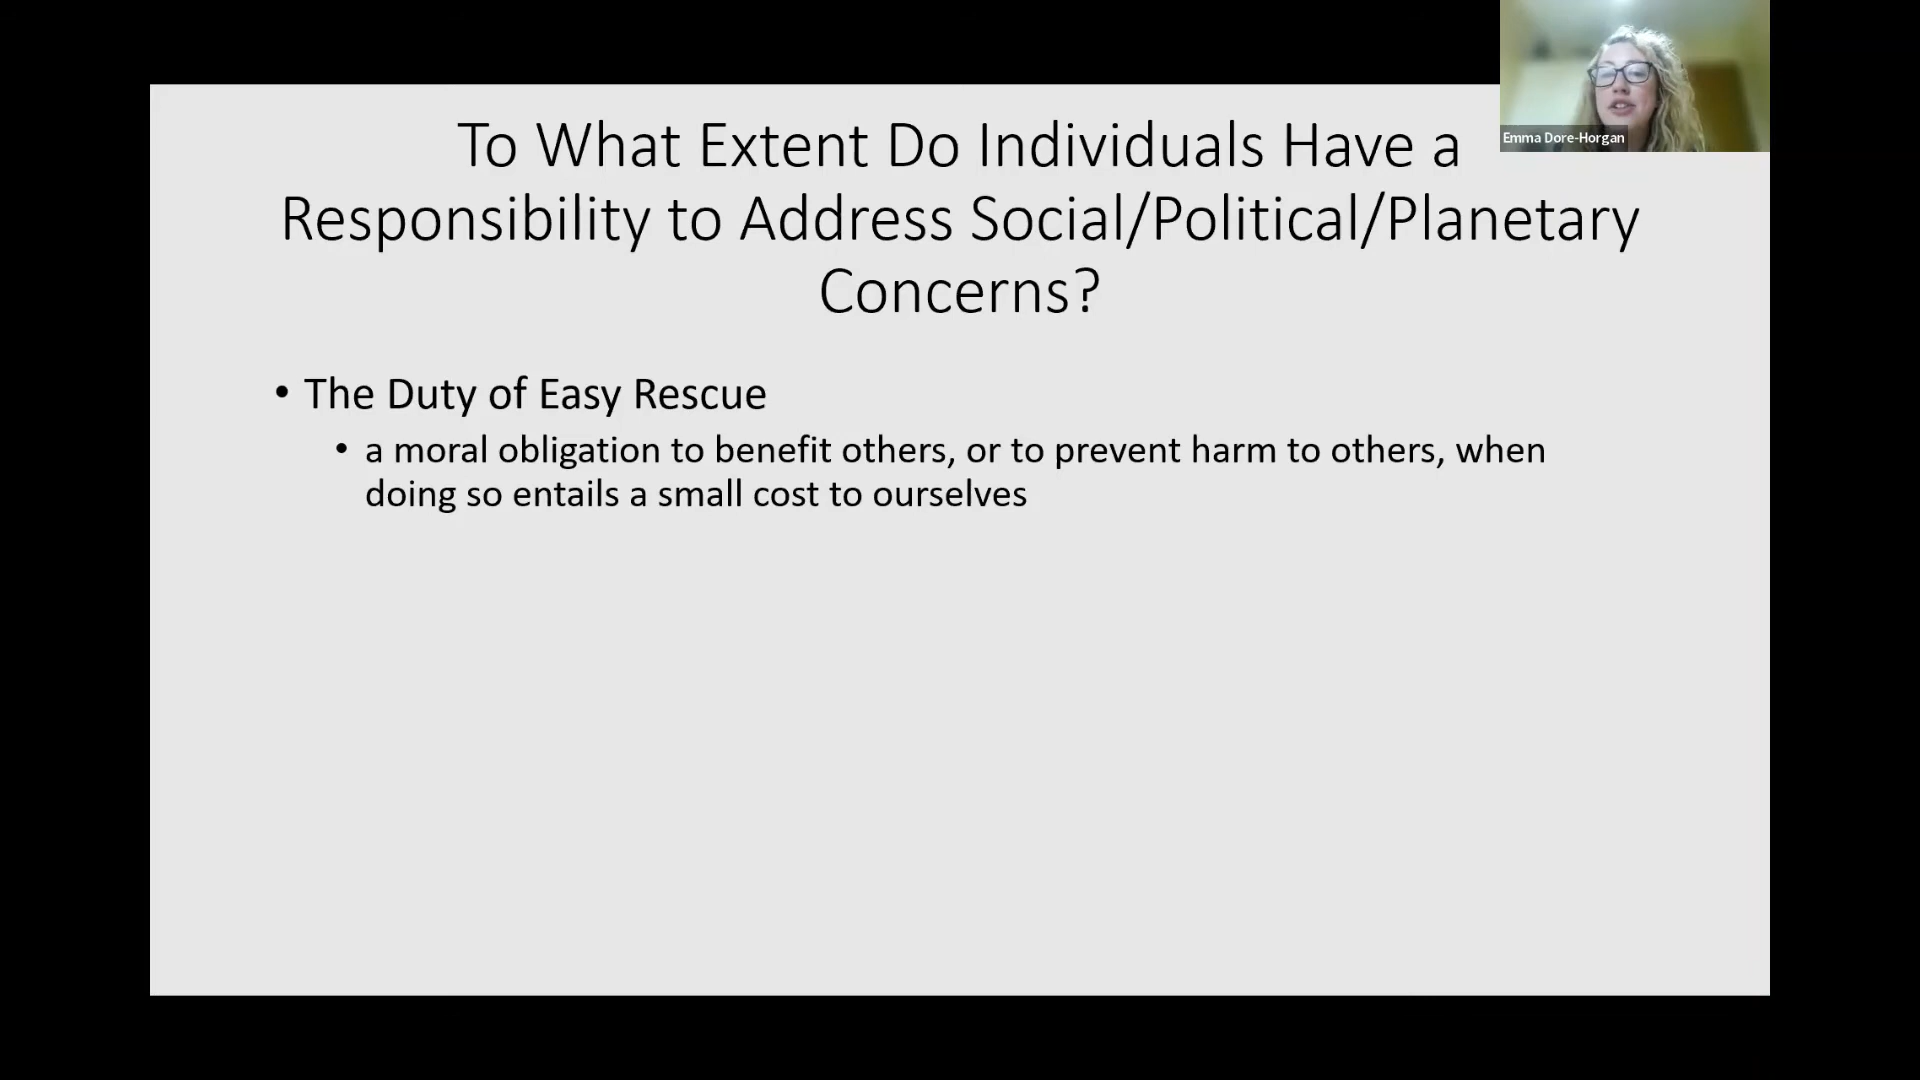 To What Extent Do Individuals Have a
Responsibility to Address Social/Political/Planetary
Concerns?
Emma Dore-Horgan
• The Duty of Easy Rescue
• a moral obligation to benefit others, or to prevent harm to others, when
doing so entails a small cost to ourselves